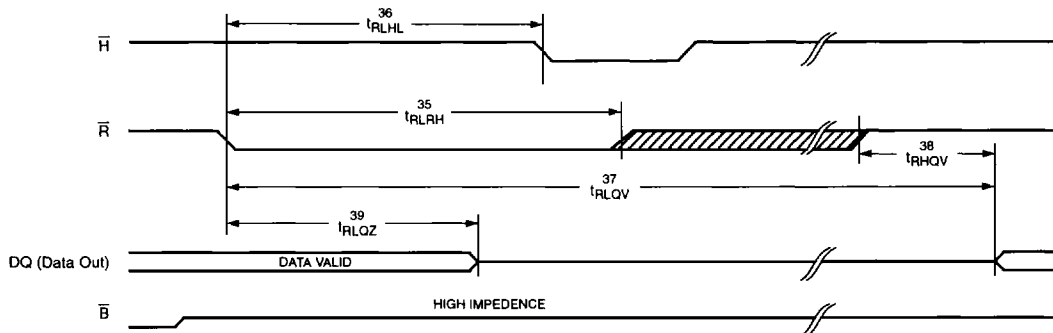 36
tRLHL
H̅
35
tRLRH
R̅
38
tRHQV
37
tRLQV
39
tRLQZ
DQ (Data Out)
DATA VALID
HIGH IMPEDENCE
B̅